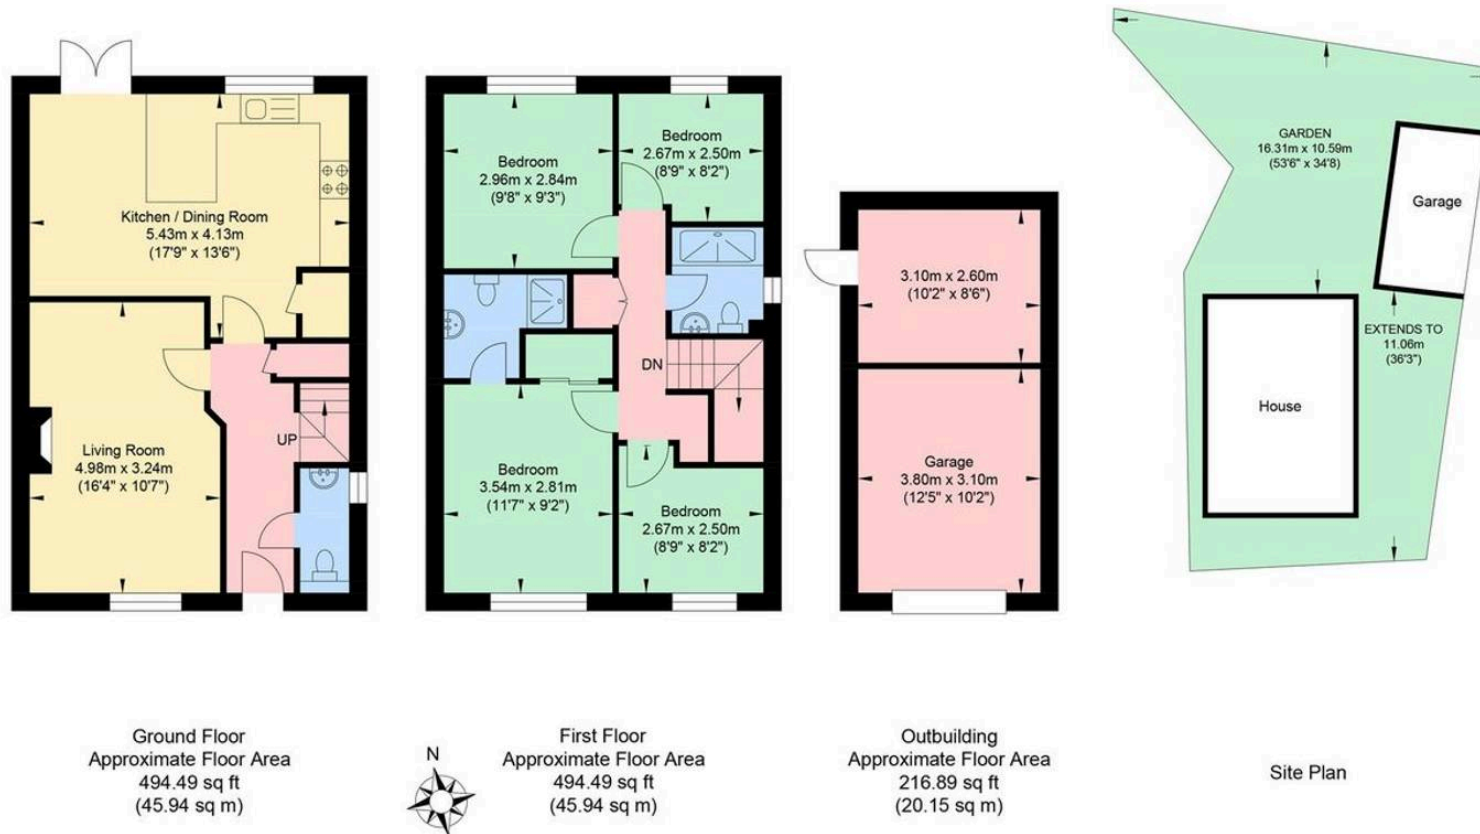 Kitchen / Dining Room
5.43m x 4.13m
(17'9" x 13'6")
Living Room
4.98m x 3.24m
(16'4" x 10'7")
UP
Ground Floor
Approximate Floor Area
494.49 sq ft
(45.94 sq m)
N
Bedroom
2.96m x 2.84m
(9'8" x 9'3")
Bedroom
2.67m x 2.50m
(8'9" x 8'2")
DN
Bedroom
3.54m x 2.81m
(11'7" x 9'2")
Bedroom
2.67m x 2.50m
(8'9" x 8'2")
First Floor
Approximate Floor Area
494.49 sq ft
(45.94 sq m)
3.10m x 2.60m
(10'2" x 8'6")
Garage
3.80m x 3.10m
(12'5" x 10'2")
Outbuilding
Approximate Floor Area
216.89 sq ft
(20.15 sq m)
GARDEN
16.31m x 10.59m
(53'6" x 34'8)
Garage
EXTENDS TO
11.06m
(36'3")
House
Site Plan